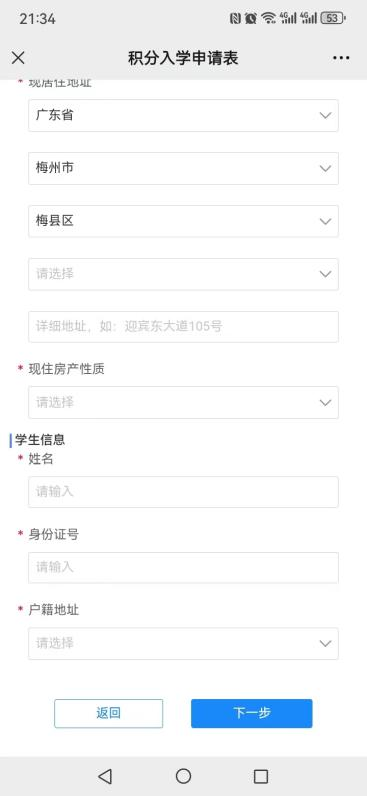 21:34
4G 4G 53
积分入学申请表
* 现居住地址
广东省
梅州市
梅县区
请选择
详细地址，如：迎宾东大道105号
* 现住房产性质
请选择
学生信息
* 姓名
请输入
* 身份证号
请输入
* 户籍地址
请选择
返回 下一步